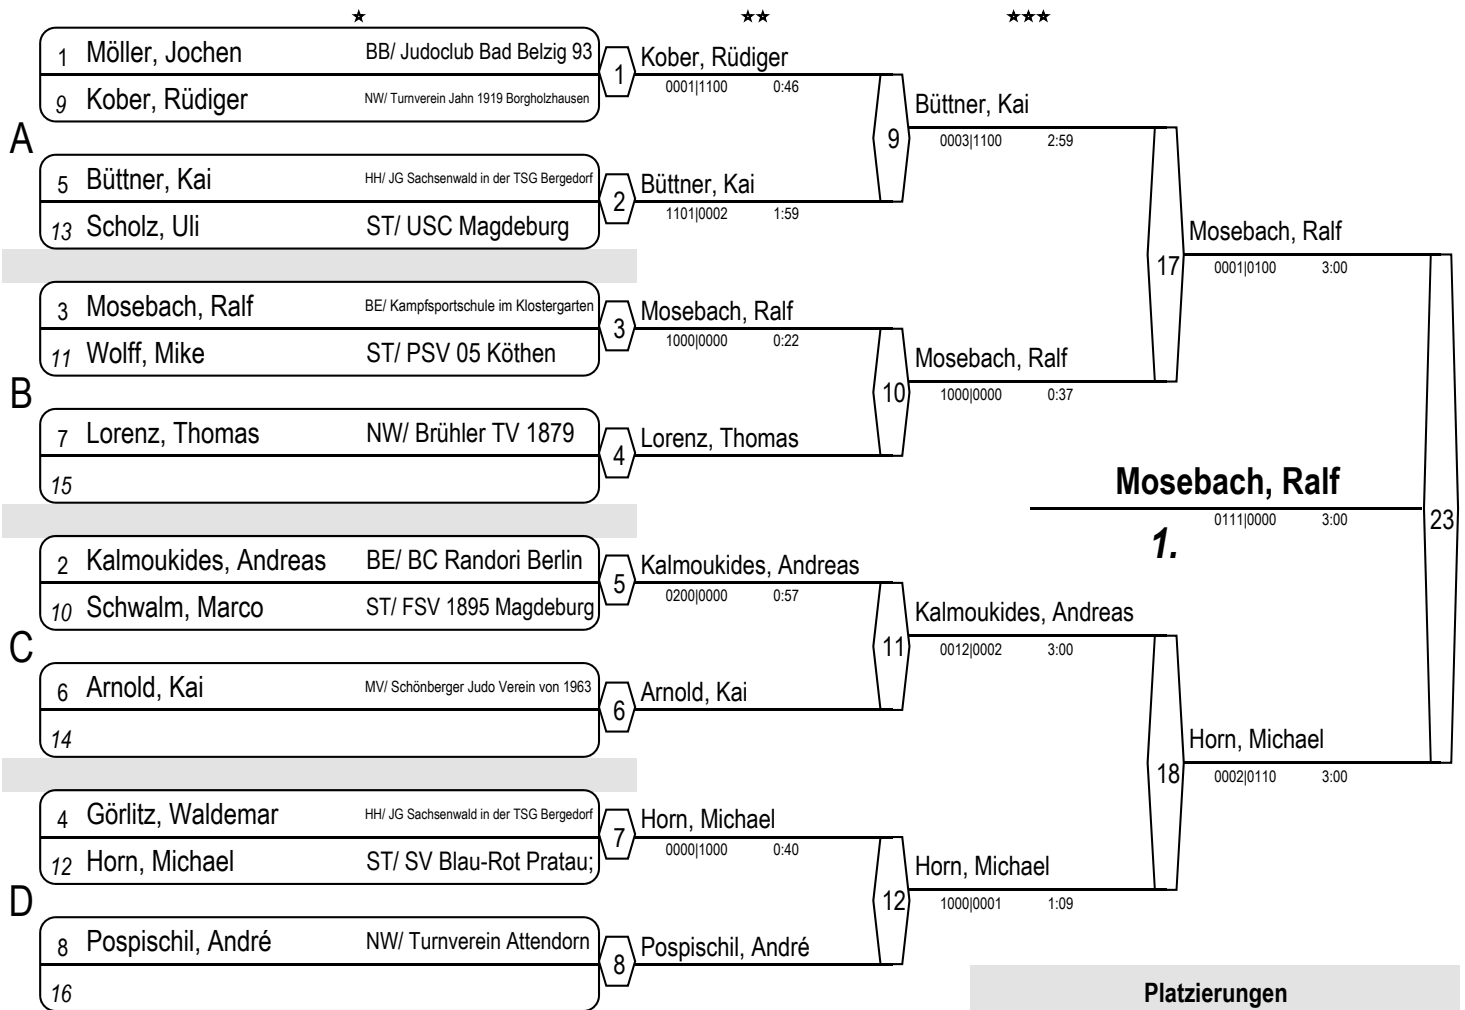 1 Möller, Jochen BB/ Judoclub Bad Belzig 93
9 Kober, Rüdiger NW/ Turnverein Jahn 1919 Borgholzhausen
1
Kober, Rüdiger
0001|1100 0:46
A
5 Büttner, Kai HH/ JG Sachsenwald in der TSG Bergedorf
13 Scholz, Uli ST/ USC Magdeburg
2
Büttner, Kai
1101|0002 1:59
9
Büttner, Kai
0003|1100 2:59
3 Mosebach, Ralf BE/ Kampfsportschule im Klostergarten
11 Wolff, Mike ST/ PSV 05 Köthen
3
Mosebach, Ralf
1000|0000 0:22
B
7 Lorenz, Thomas NW/ Brühler TV 1879
15
4
Lorenz, Thomas
10
Mosebach, Ralf
1000|0000 0:37
17
Mosebach, Ralf
0001|0100 3:00
2 Kalmoukides, Andreas BE/ BC Randori Berlin
10 Schwalm, Marco ST/ FSV 1895 Magdeburg
5
Kalmoukides, Andreas
0200|0000 0:57
C
6 Arnold, Kai MV/ Schönberger Judo Verein von 1963
14
6
Arnold, Kai
11
Kalmoukides, Andreas
0012|0002 3:00
4 Görlitz, Waldemar HH/ JG Sachsenwald in der TSG Bergedorf
12 Horn, Michael ST/ SV Blau-Rot Pratau;
7
Horn, Michael
0000|1000 0:40
D
8 Pospischil, André NW/ Turnverein Attendorn
16
8
Pospischil, André
12
Horn, Michael
1000|0001 1:09
18
Horn, Michael
0002|0110 3:00
23
Mosebach, Ralf
0111|0000 3:00
1.
Platzierungen